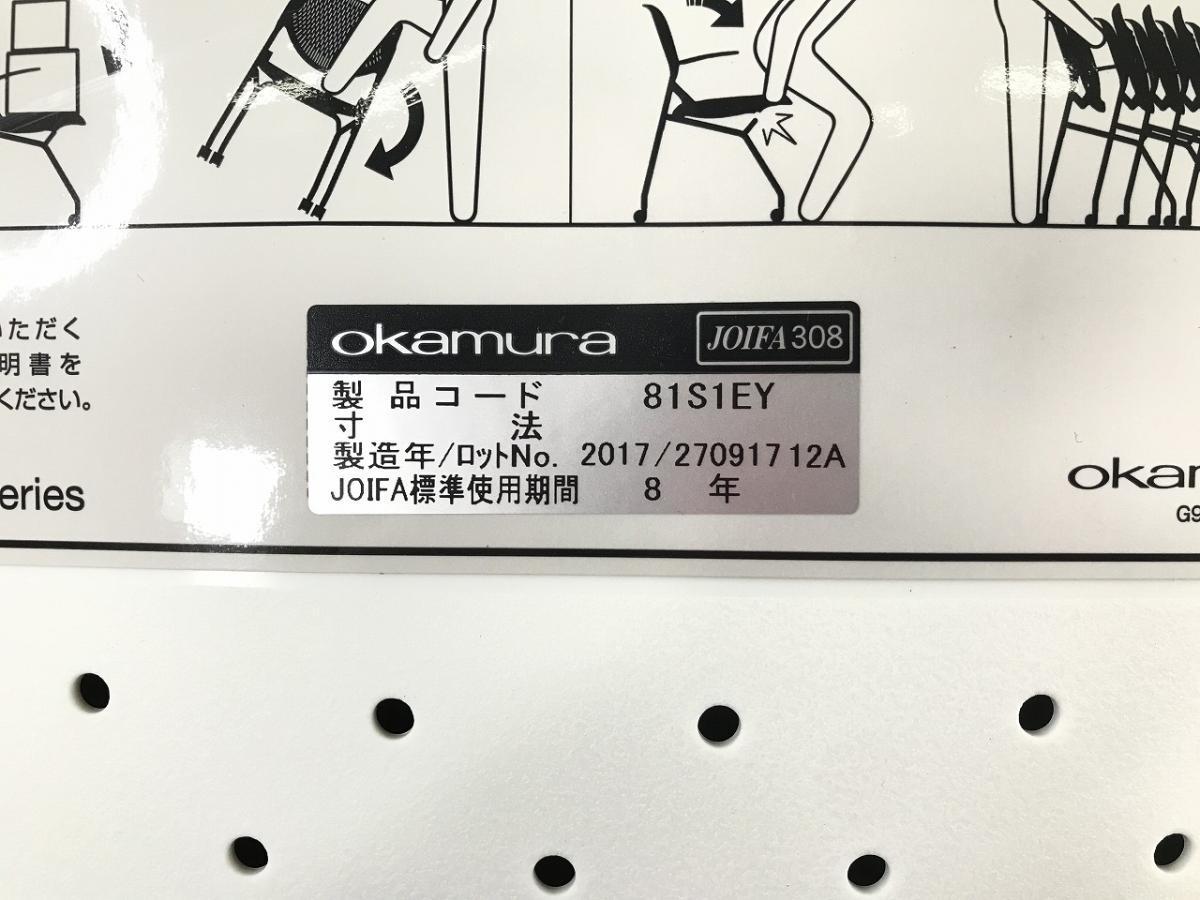 いただく
明書を
ください。
eries
okamura JOIFA308
製品コード 81S1EY
寸法
製造年/ロットNo. 2017/27091712A
JOIFA標準使用期間 8 年
okam
G9